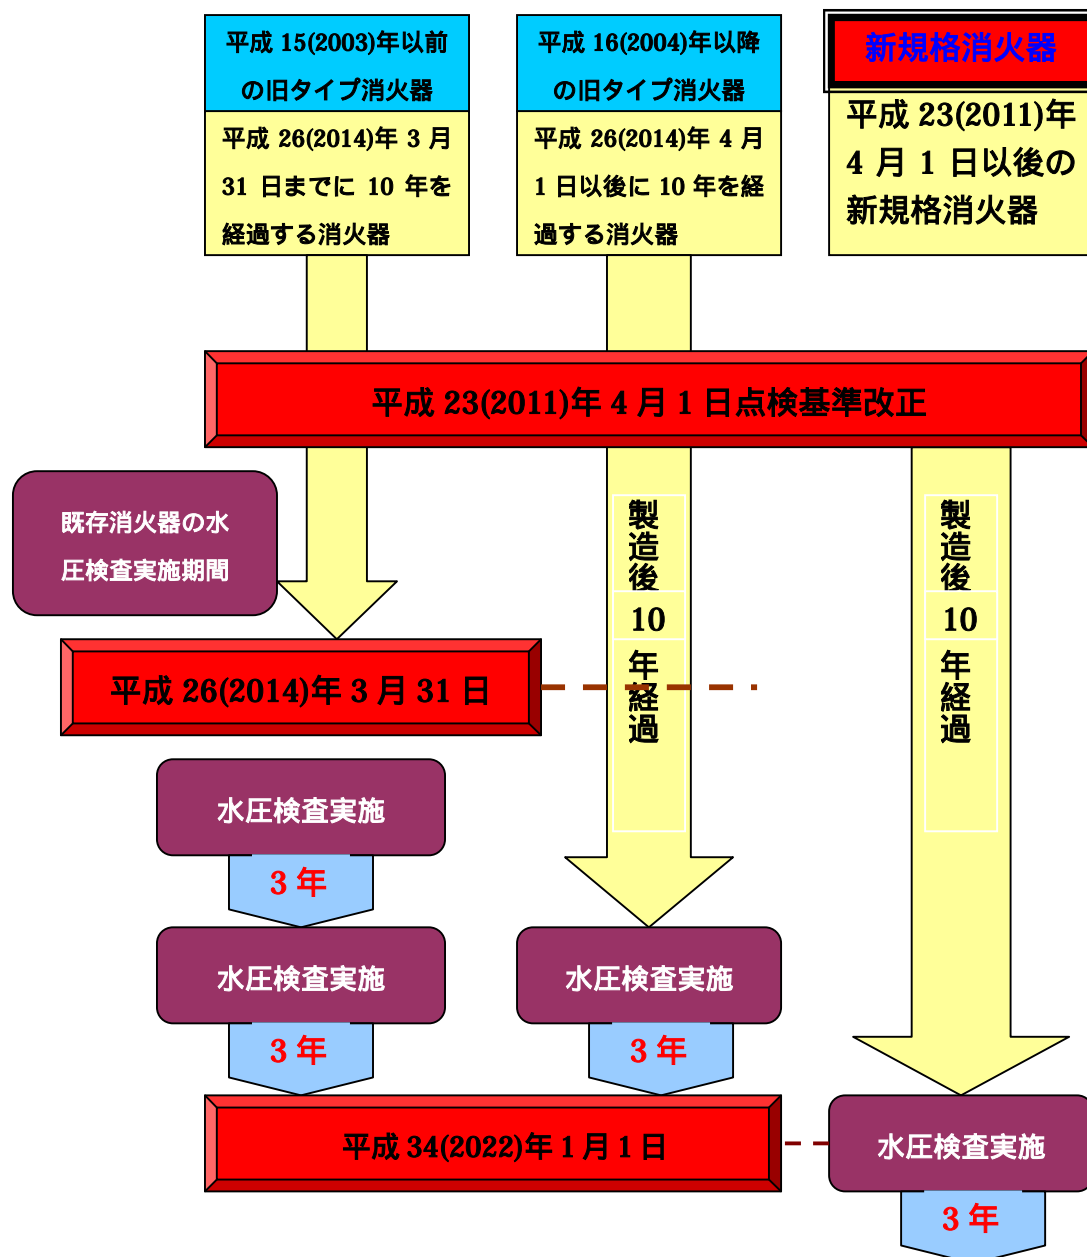 平成 15(2003)年以前
の旧タイプ消火器
平成 26(2014)年 3 月
31 日までに 10 年を
経過する消火器
平成 16(2004)年以降
の旧タイプ消火器
平成 26(2014)年 4 月
1 日以後に 10 年を経
過する消火器
新規格消火器
平成 23(2011)年
4 月 1 日以後の
新規格消火器
平成 23(2011)年 4 月 1 日点検基準改正
既存消火器の水
圧検査実施期間
製造後
10
年経過
製造後
10
年経過
平成 26(2014)年 3 月 31 日
水圧検査実施
3 年
水圧検査実施
3 年
水圧検査実施
3 年
平成 34(2022)年 1 月 1 日
水圧検査実施
3 年